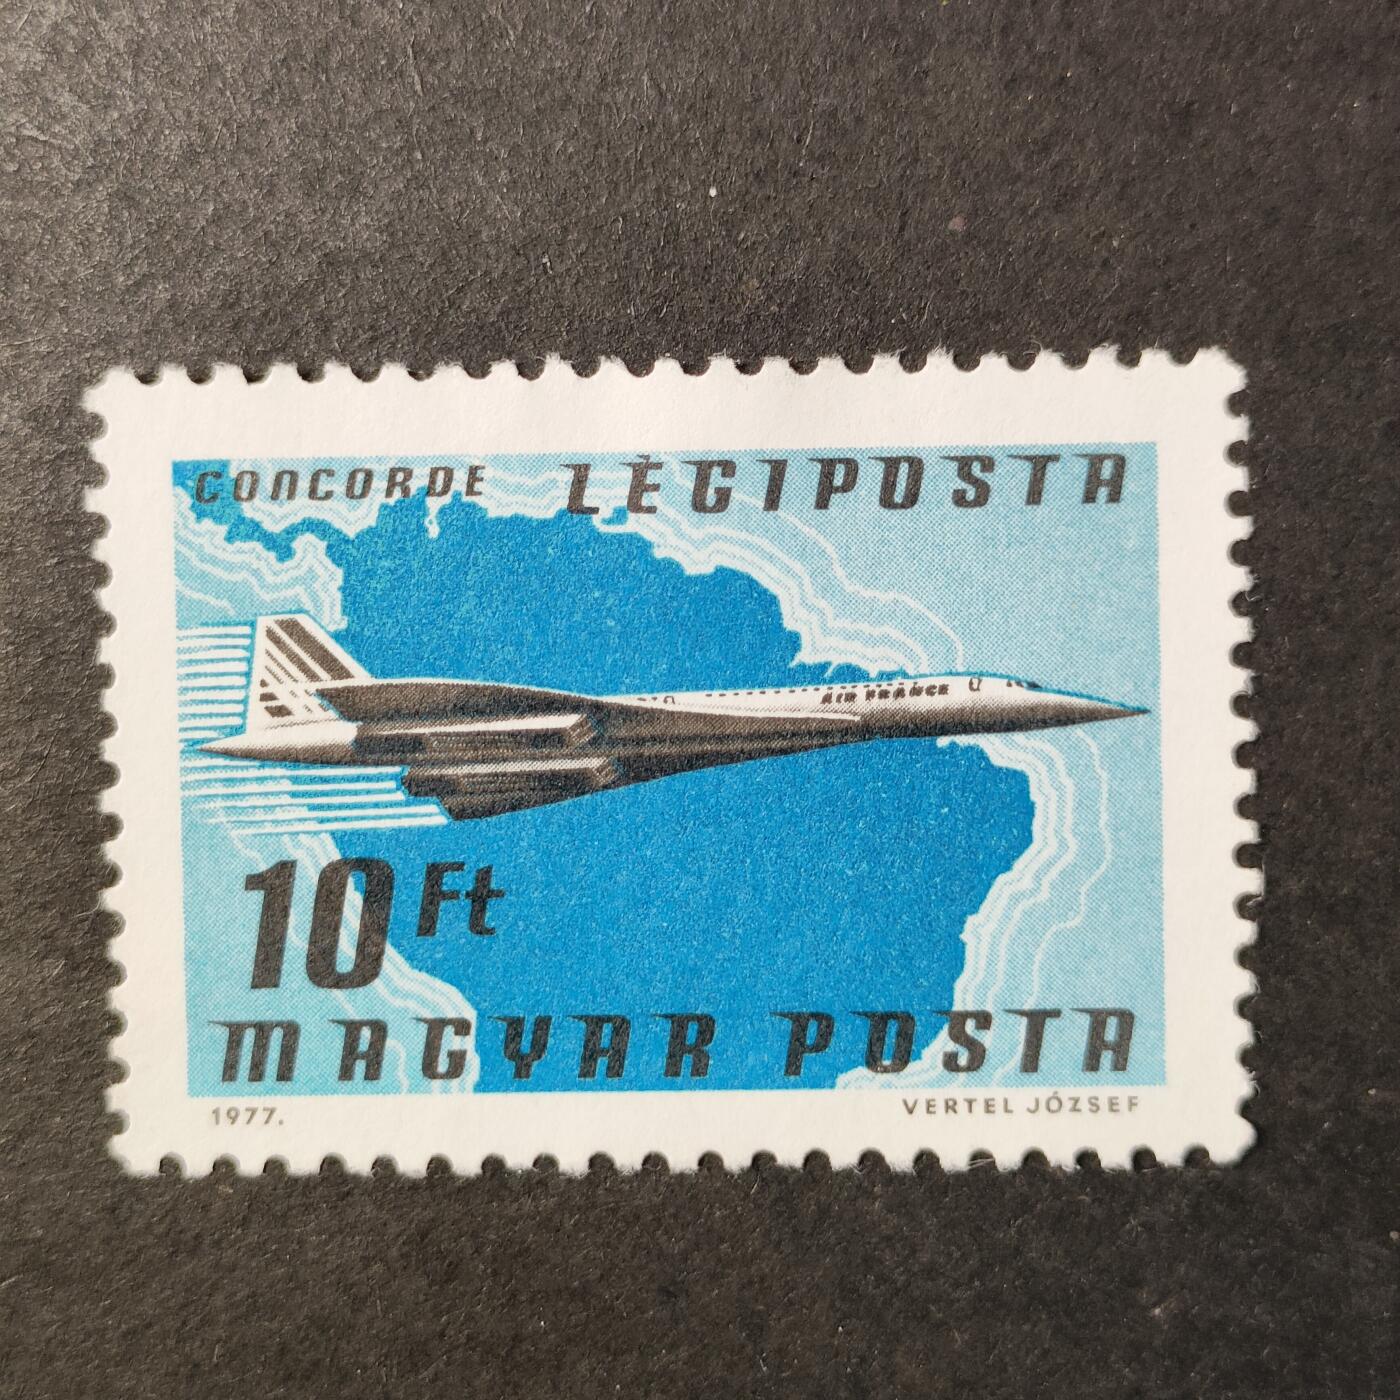 CONCORDE LÉGIPOSTA
AIR FRANCE
10 Ft
MAGYAR POSTA
1977. VERTEL JÓZSEF